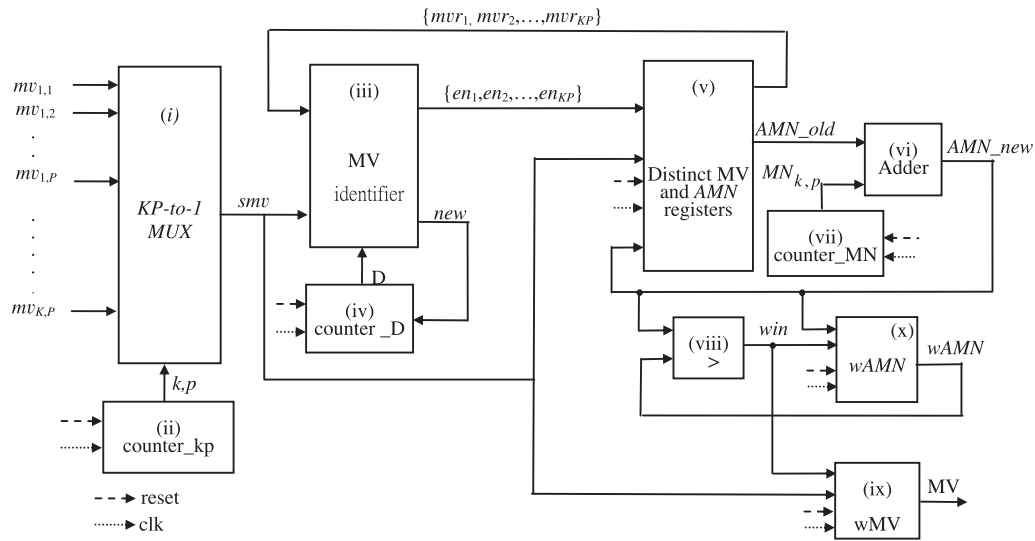 {mvr1, mvr2,...,mvrKP}
mv1,1
mv1,2
.
.
mv1,P
.
.
.
.
.
mvK,P
(i)
KP-to-1
MUX
smv
k,p
(ii)
counter_kp
reset
clk
(iii)
MV
identifier
{en1,en2,...,enKP}
new
D
(iv)
counter _D
(v)
Distinct MV
and AMN
registers
AMN_old
MNk,p
(vi)
Adder
AMN_new
(vii)
counter_MN
(viii)
>
win
(x)
wAMN
wAMN
(ix)
wMV
MV